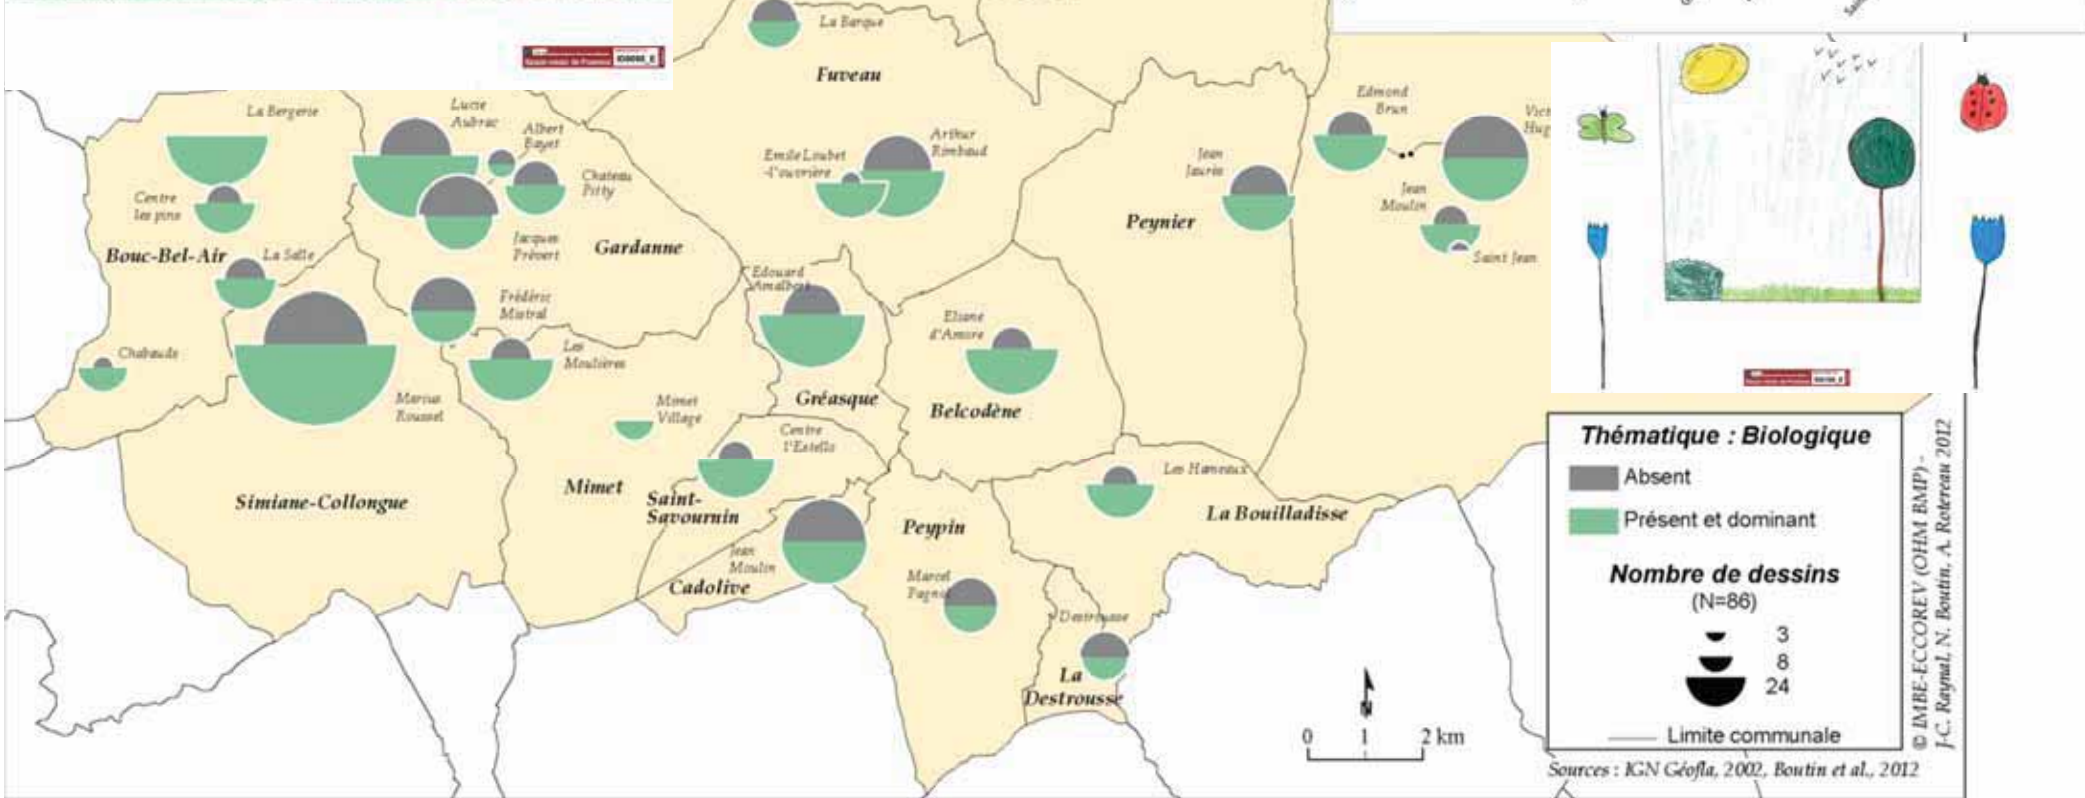 La Barque
Fuveau
La Bergerie
Lucie
Aubrac
Albert
Bayet
Chateau
Pitty
Centre
les pins
Jacques
Prévert
Gardanne
Bouc-Bel-Air
La Salle
Frédéric
Mistral
Chabaude
Marius
Roussel
Simiane-Collongue
Emile Loubet
-l'ouvrière
Arthur
Rimbaud
Edouard
Amalbert
Gréasque
Les
Moulières
Mimet
Village
Mimet
Centre
l'Estello
Saint-
Savournin
Jean
Moulin
Cadolive
Elsane
d'Amore
Belcodène
Jean
Jaurès
Peynier
Edmond
Brun
Jean
Moulin
Saint Jean
Les Hameaux
La Bouilladisse
Peypin
Marcel
Destrousse
La
Destrousse
N
0 1 2 km
Thématique : Biologique
Absent
Présent et dominant
Nombre de dessins
(N=86)
3
8
24
Limite communale
Sources : IGN Géofla, 2002, Boutin et al., 2012
© IMBE-ECCOREV (OHM BMP) -
J-C. Raynal, N. Boutin, A. Rotereau 2012